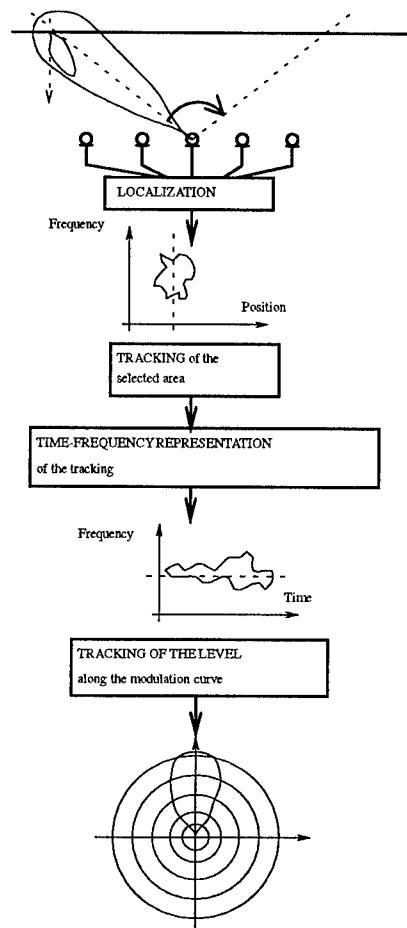 LOCALIZATION
Frequency
Position
TRACKING of the
selected area
TIME-FREQUENCY REPRESENTATION
of the tracking
Frequency
Time
TRACKING OF THE LEVEL
along the modulation curve